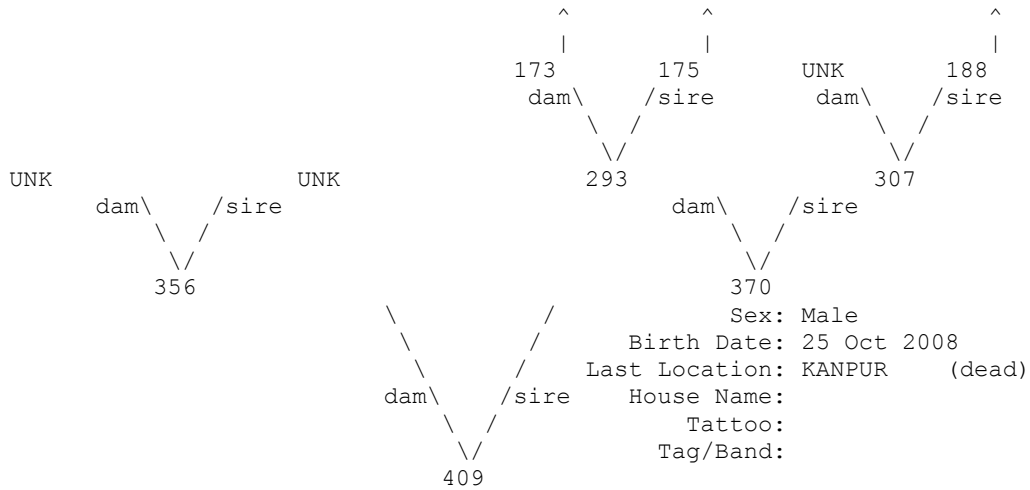 ^ ^ ^
| | |
173 175 UNK 188
dam\ /sire dam\ /sire
\ / \ /
\/ \/
UNK UNK 293 307
dam\ /sire dam\ /sire
\ / \ /
\/ \/
356 370
\ / Sex: Male
\ / Birth Date: 25 Oct 2008
\ / Last Location: KANPUR (dead)
dam\ /sire House Name:
\ / Tattoo:
\/ Tag/Band:
409